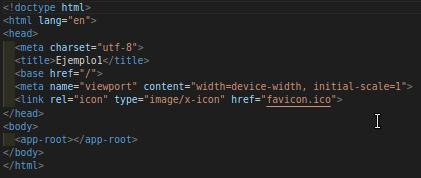 <!doctype html>
<html lang="en">
<head>
  <meta charset="utf-8">
  <title>Ejemplo1</title>
  <base href="/">
  <meta name="viewport" content="width=device-width, initial-scale=1">
  <link rel="icon" type="image/x-icon" href="favicon.ico">
</head>
<body>
  <app-root></app-root>
</body>
</html>